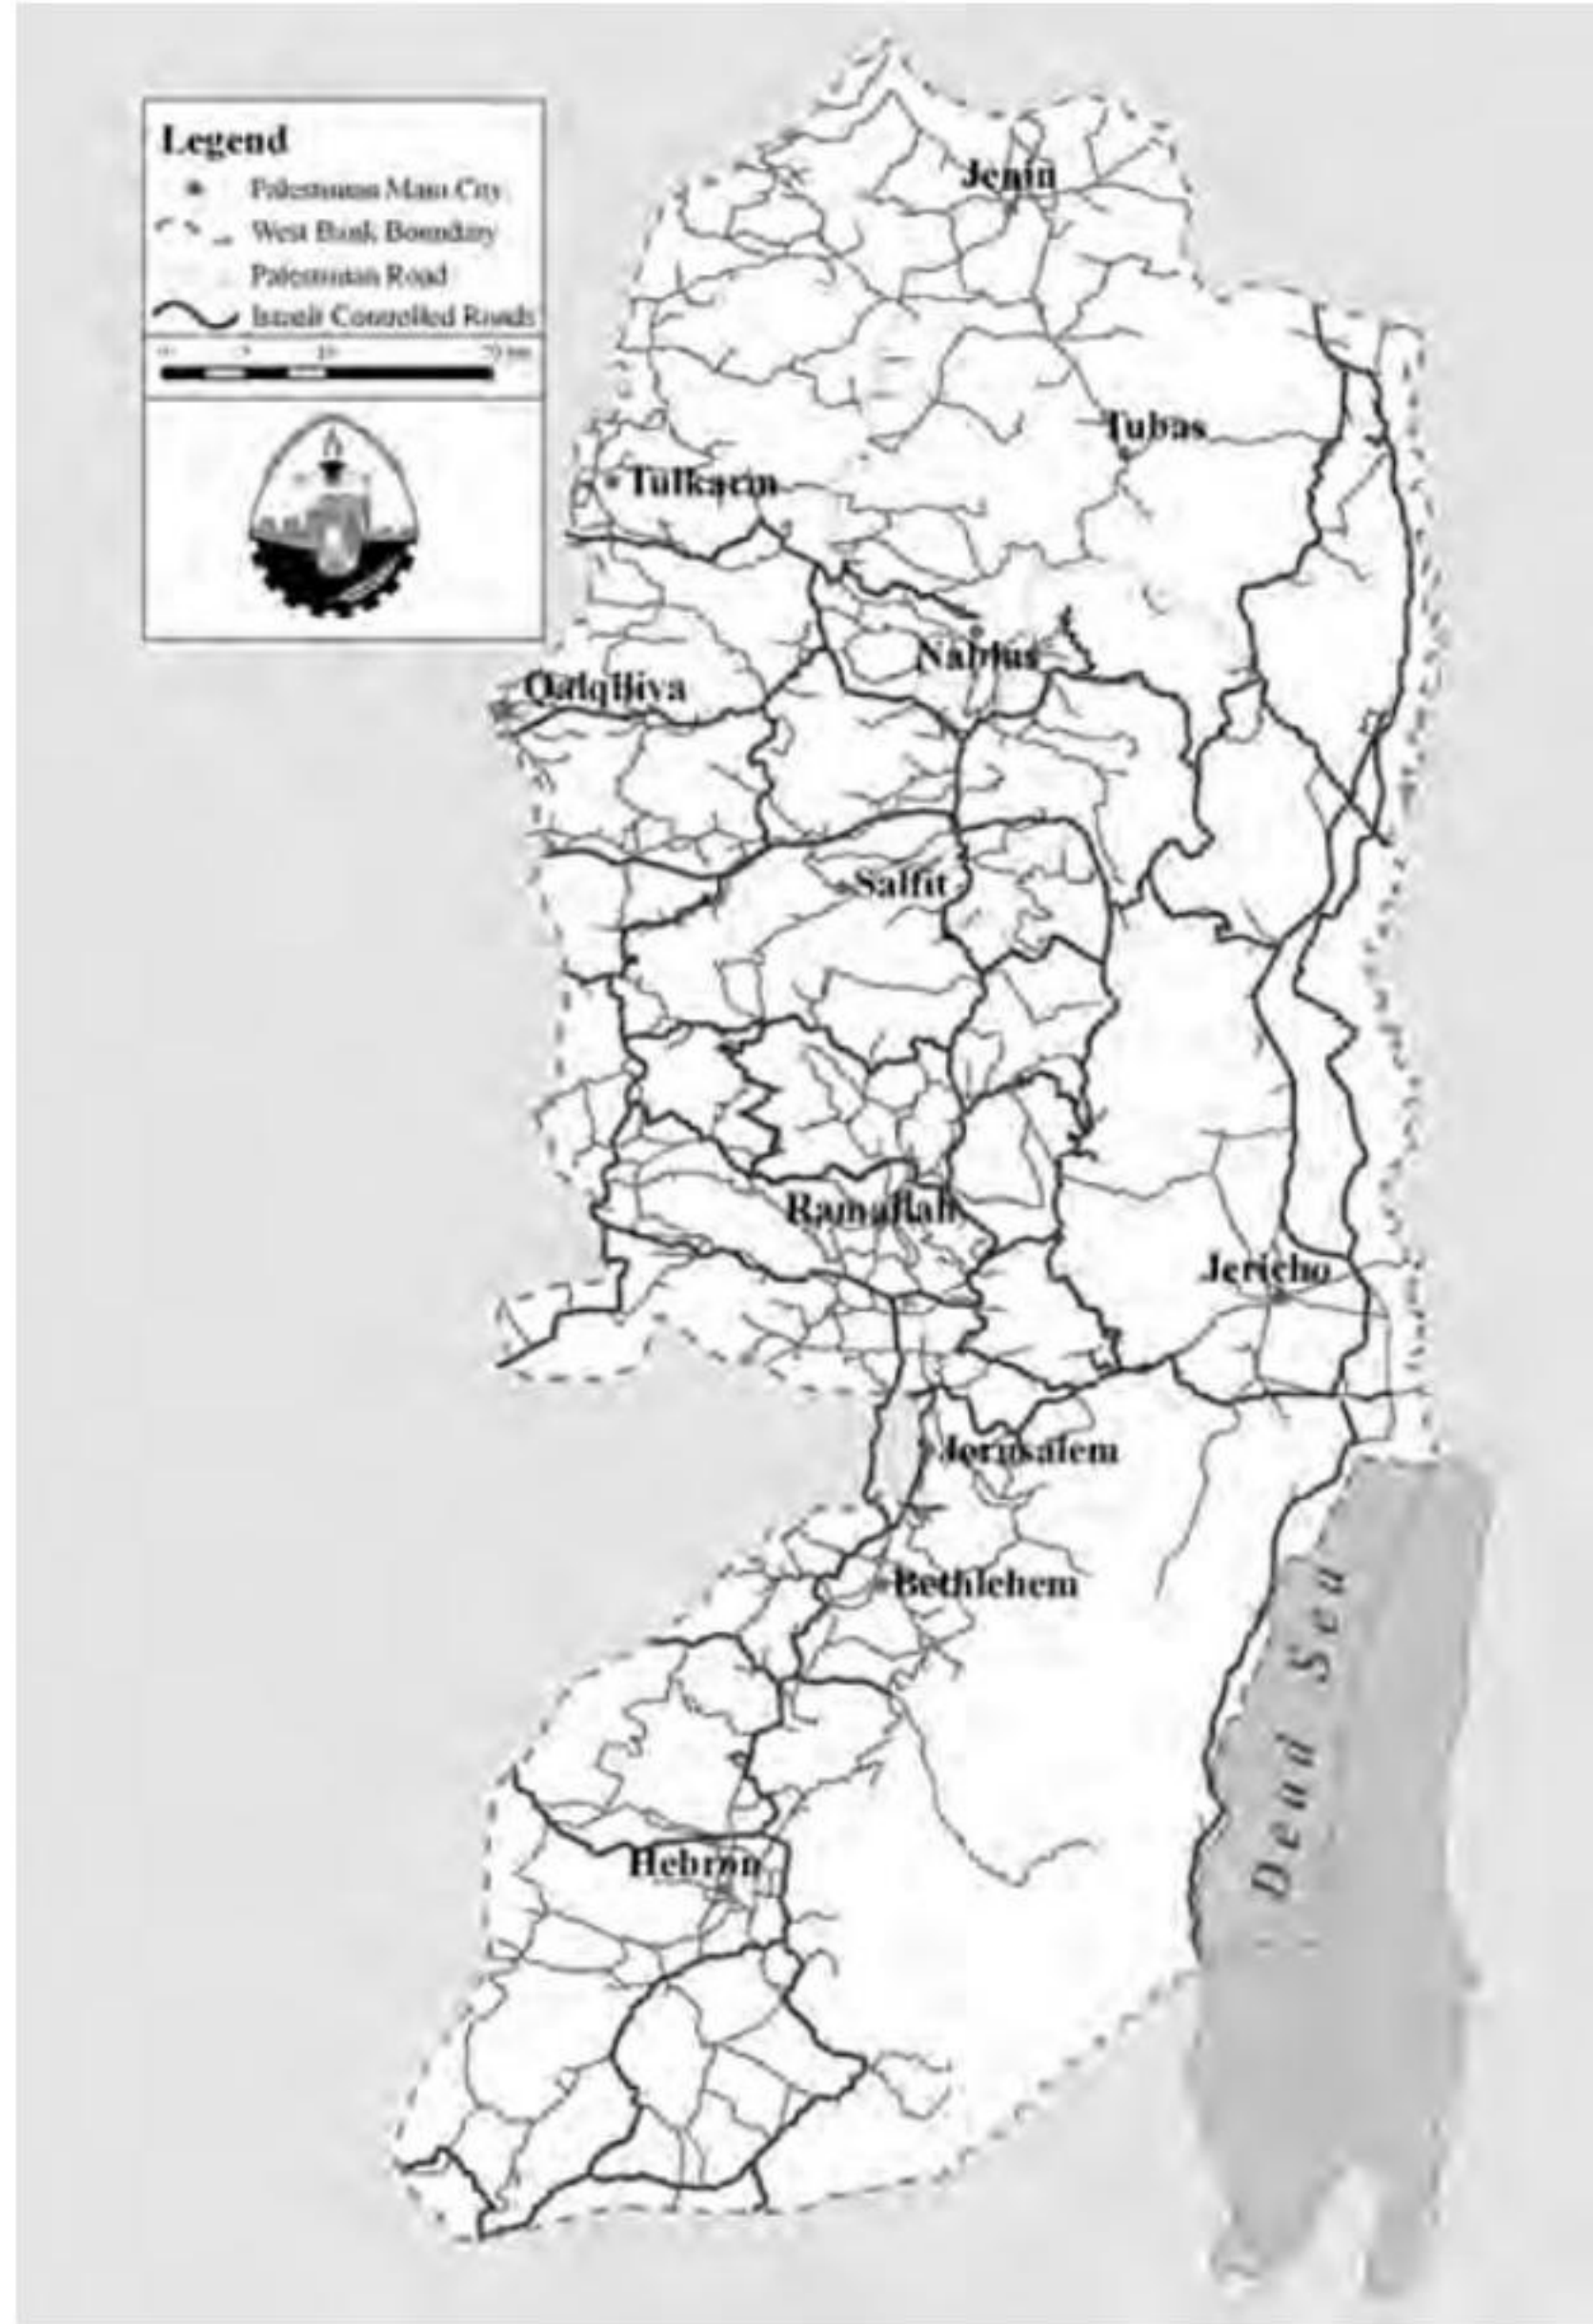 Legend
Palestinian Main City
West Bank Boundary
Palestinian Road
Israeli Controlled Roads
Jenin
Tubas
Tulkarm
Nablus
Qalqiliya
Salfit
Ramallah
Jericho
Jerusalem
Bethlehem
Dead Sea
Hebron